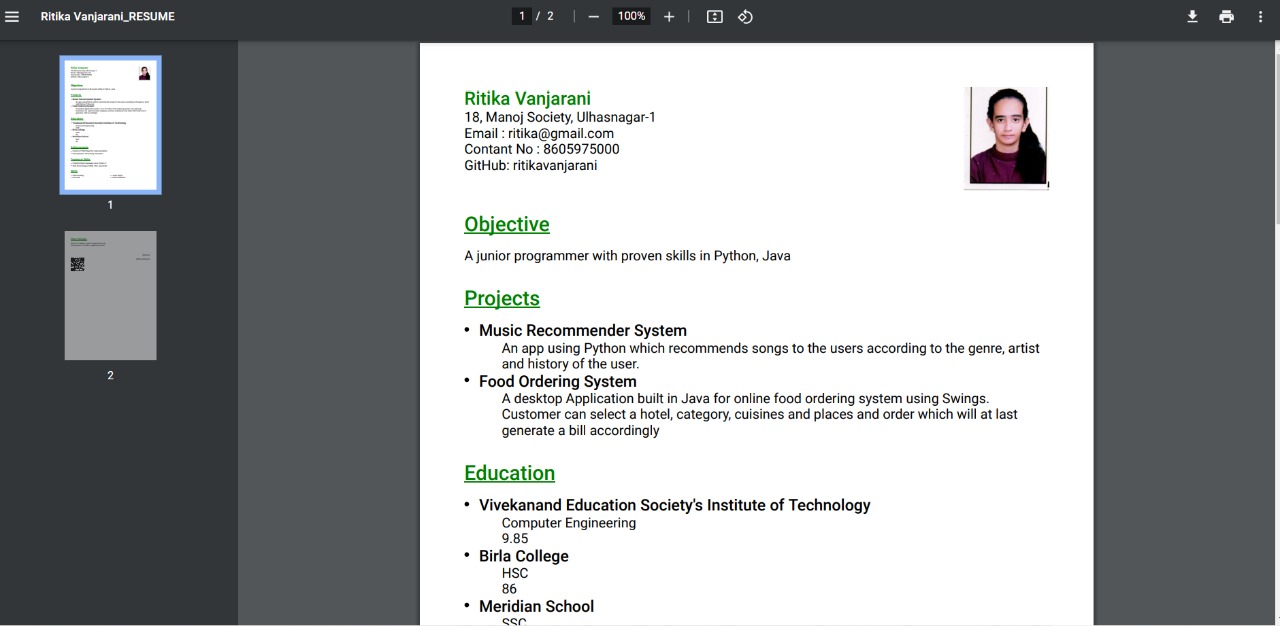 Ritika Vanjarani_RESUME
1 / 2
100%
Ritika Vanjarani
18, Manoj Society, Ulhasnagar-1
Email : ritika@gmail.com
Contant No : 8605975000
GitHub:ritikavanjarani
Objective
A junior programmer with proven skills in Python, Java
Projects
• Music Recommender System
An app using Python which recommends songs to the users according to the genre, artist
and history of the user.
• Food Ordering System
A desktop Application built in Java for online food ordering system using Swings.
Customer can select a hotel, category, cuisines and places and order which will at last
generate a bill accordingly
Education
• Vivekanand Education Society's Institute of Technology
Computer Engineering
9.85
• Birla College
HSC
86
• Meridian School
SSC
1
2